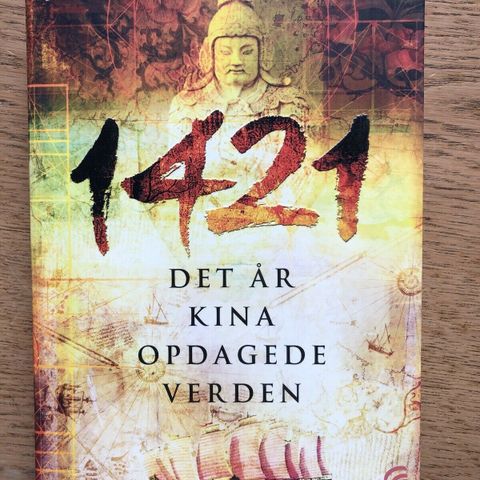 1421
DET ÅR
KINA
OPDAGEDE
VERDEN